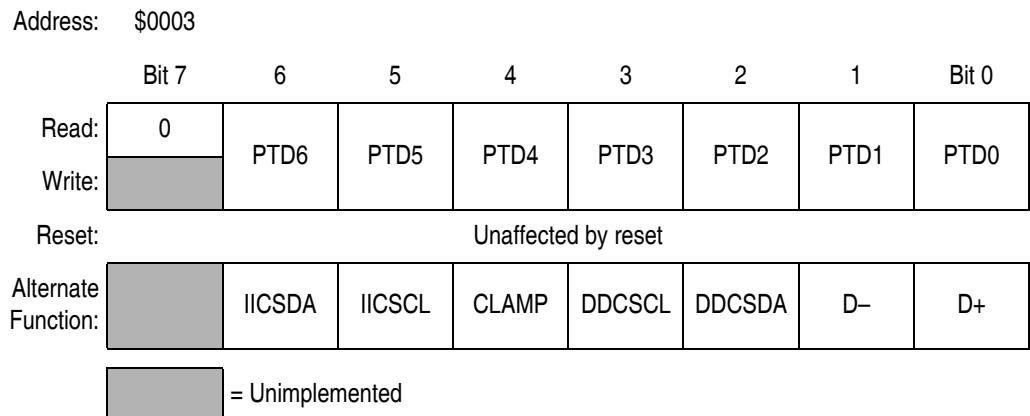 Address: $0003
Bit 7 6 5 4 3 2 1 Bit 0
Read: 0 PTD6 PTD5 PTD4 PTD3 PTD2 PTD1 PTD0
Write:
Reset: Unaffected by reset
Alternate
Function: IICSDA IICSCL CLAMP DDCSCL DDCSDA D– D+
= Unimplemented